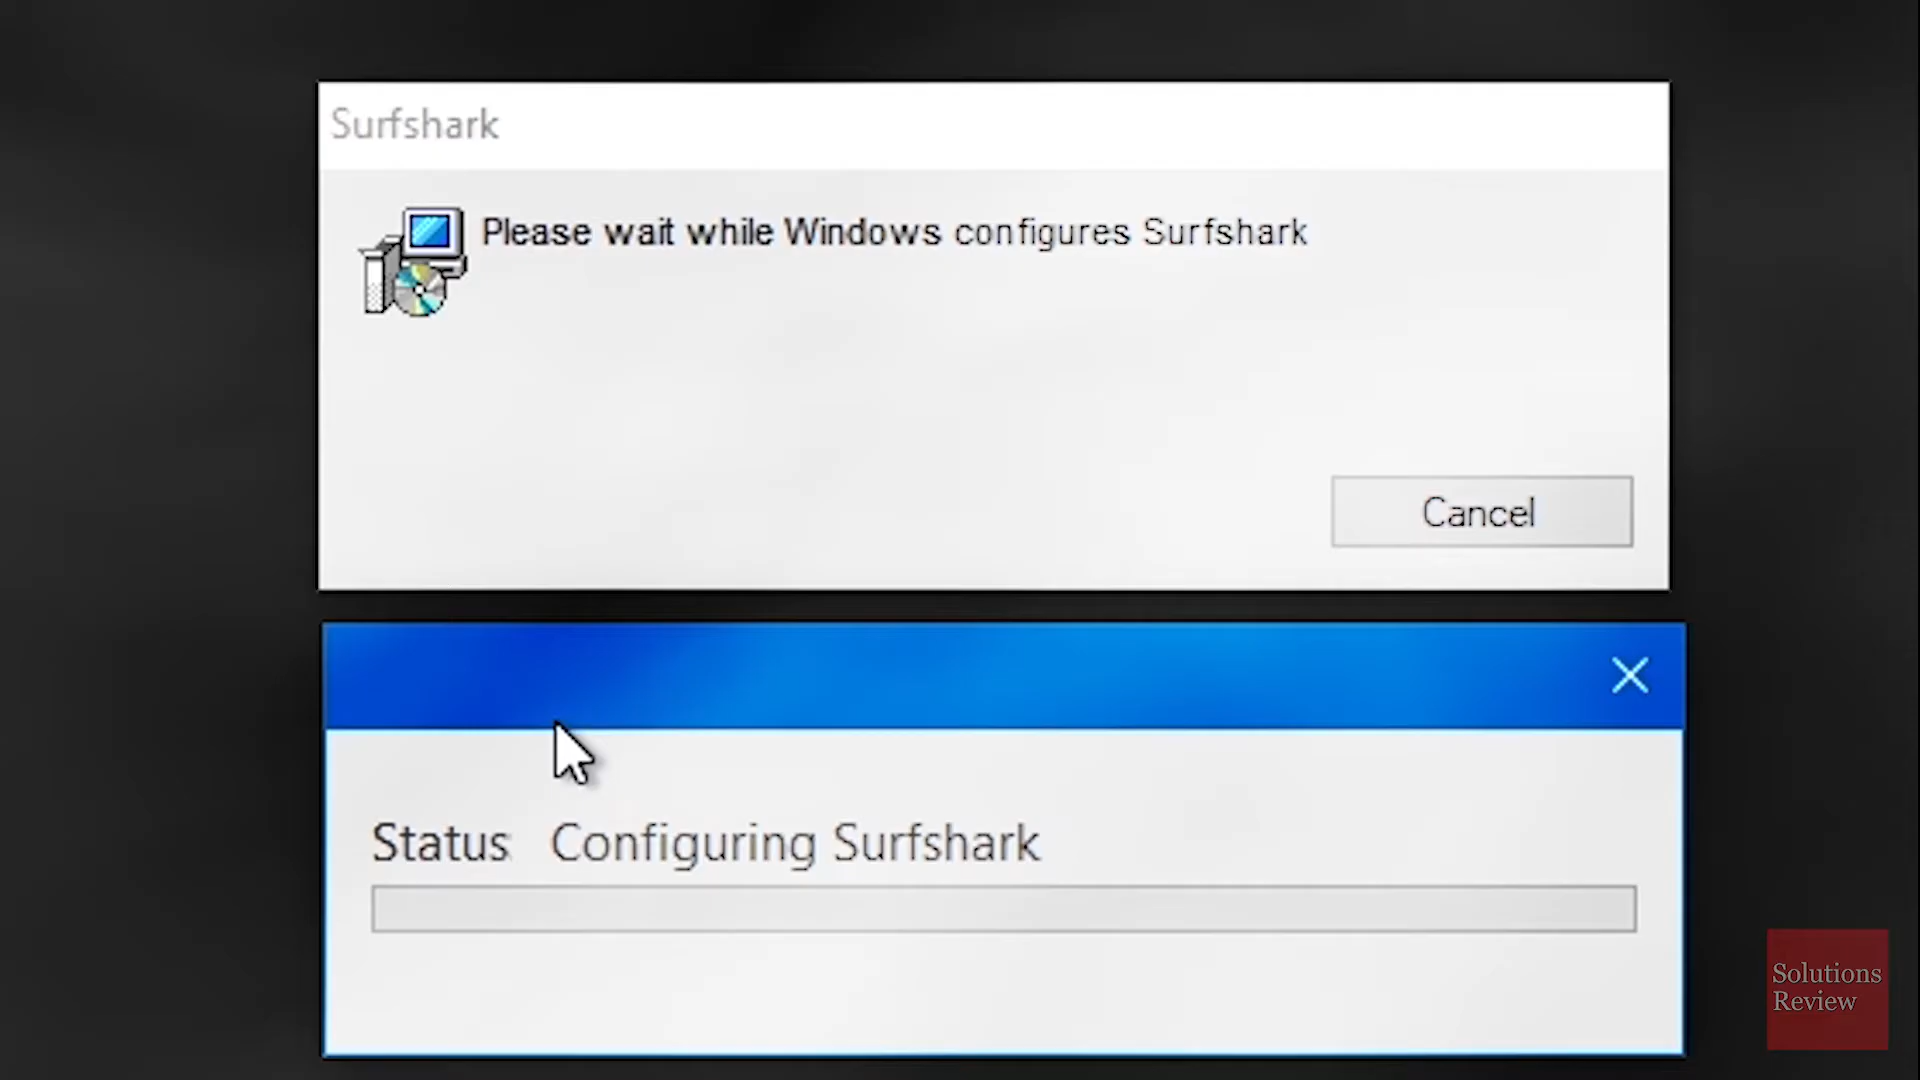 Surfshark
Please wait while Windows configures Surfshark
Cancel
Status Configuring Surfshark
Solutions
Review